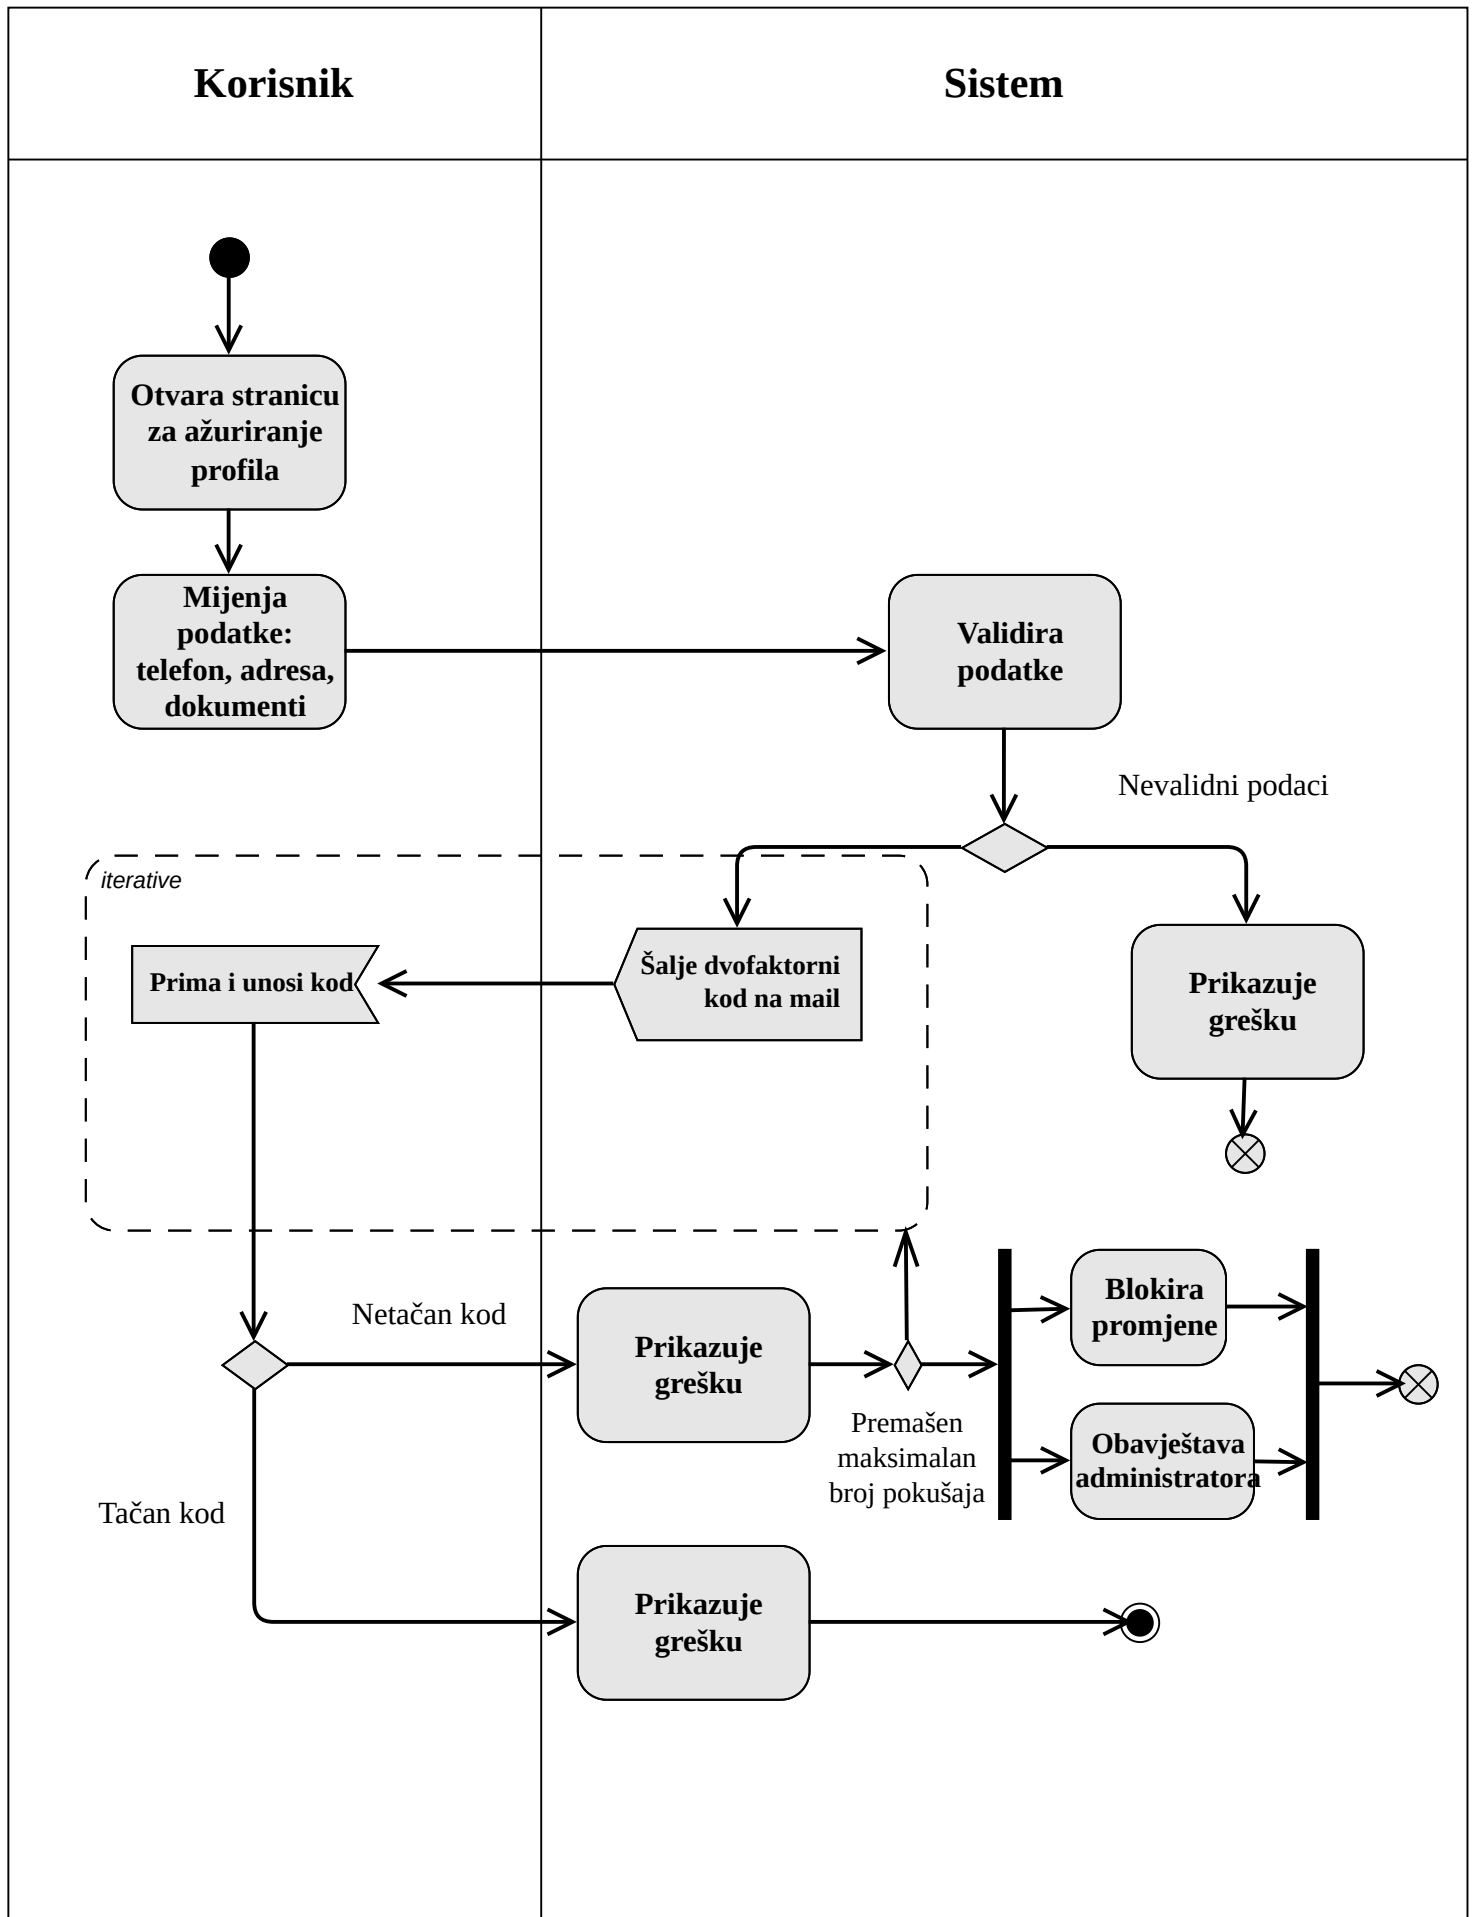 Korisnik
Sistem
Otvara stranicu
za ažuriranje
profila
Mijenja
podatke:
telefon, adresa,
dokumenti
Validira
podatke
Nevalidni podaci
iterative
Prima i unosi kod
Šalje dvofaktorni
kod na mail
Prikazuje
grešku
Netačan kod
Prikazuje
grešku
Premašen
maksimalan
broj pokušaja
Blokira
promjene
Obavještava
administratora
Tačan kod
Prikazuje
grešku